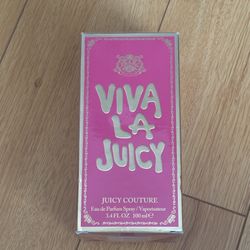 VIVA
LA
JUICY
JUICY COUTURE
Eau de Parfum Spray / Vaporisateur
3.4 FL OZ 100 ml ℮